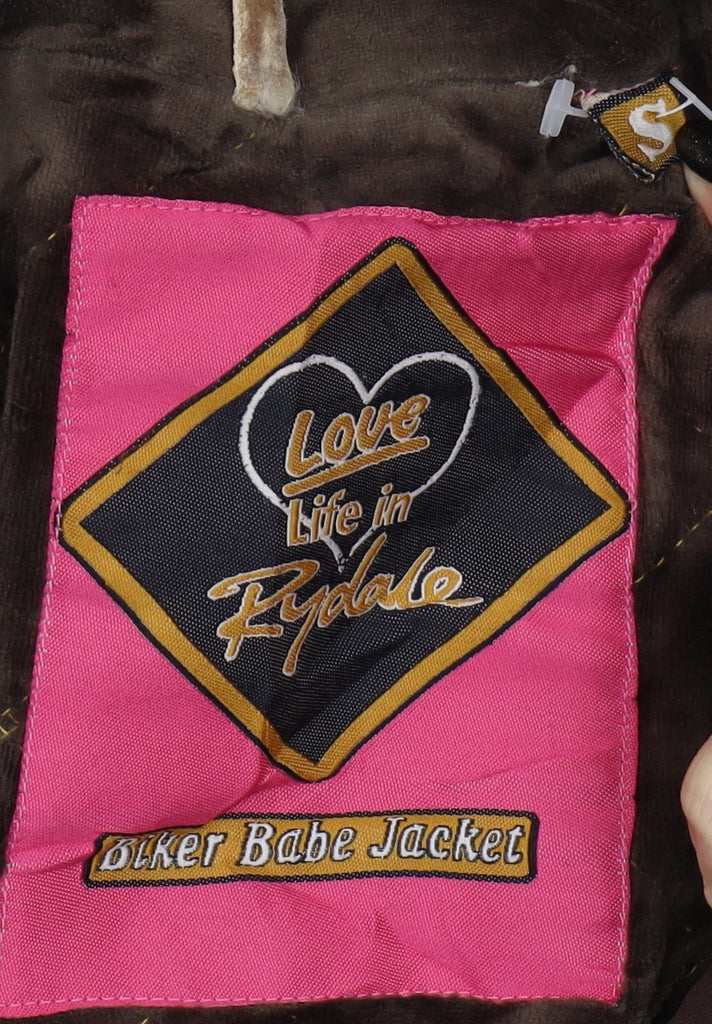 S
Love
Life in
Rydale
Biker Babe Jacket